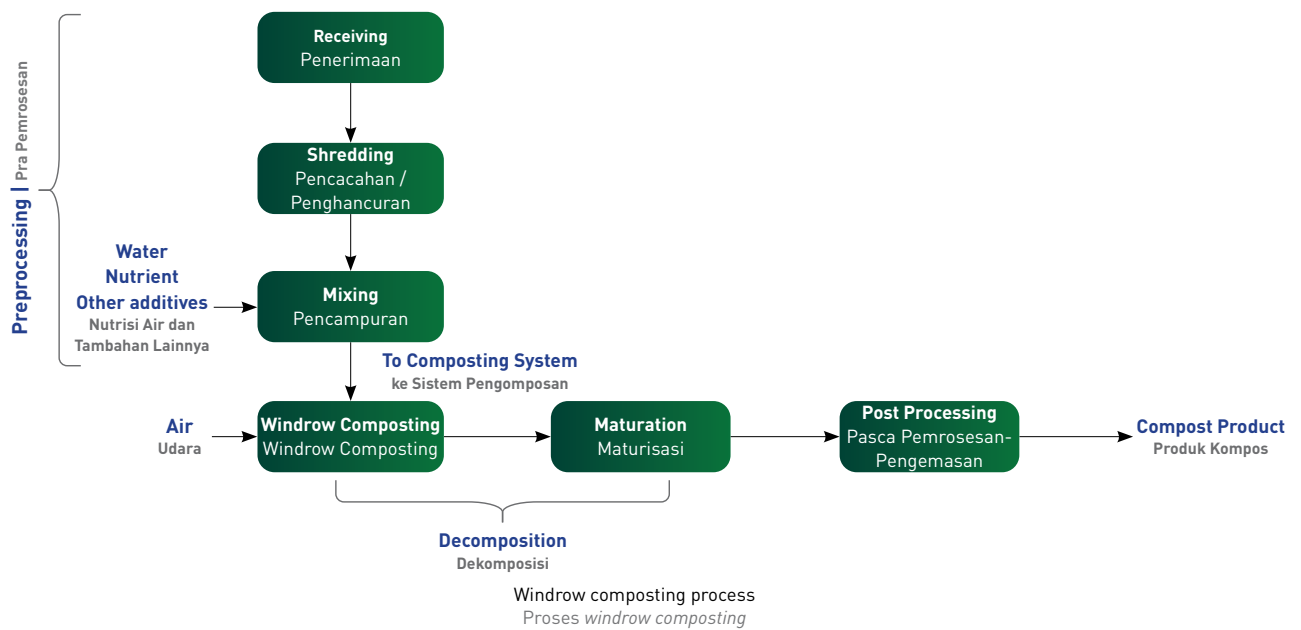 Receiving
Penerimaan
Preprocessing | Pra Pemrosesan
Shredding
Pencacahan /
Penghancuran
Water
Nutrient
Other additives
Nutrisi Air dan
Tambahan Lainnya
Mixing
Pencampuran
To Composting System
ke Sistem Pengomposan
Air
Udara
Windrow Composting
Windrow Composting
Maturation
Maturisasi
Post Processing
Pasca Pemrosesan-
Pengemasan
Compost Product
Produk Kompos
Decomposition
Dekomposisi
Windrow composting process
Proses windrow composting